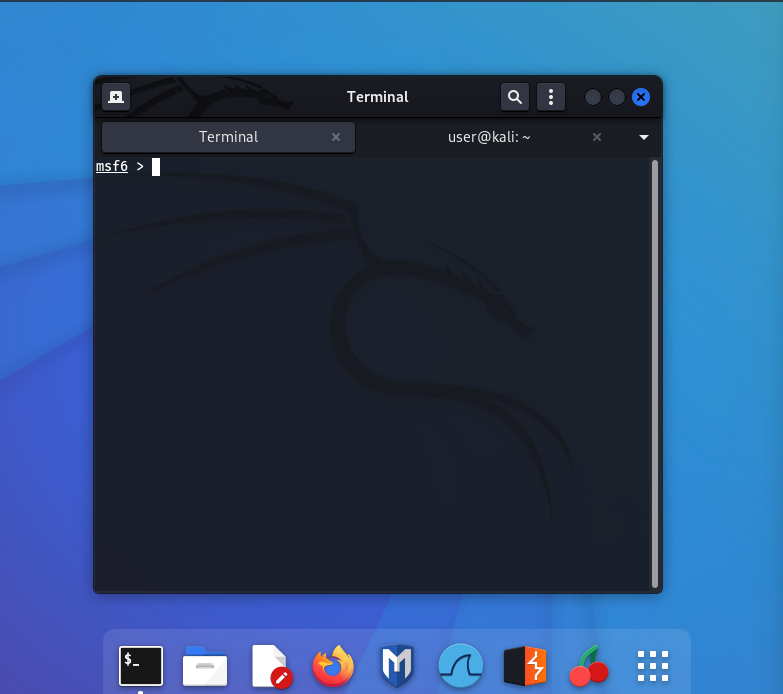 Terminal
Terminal user@kali: ~
msf6 >
$_
M